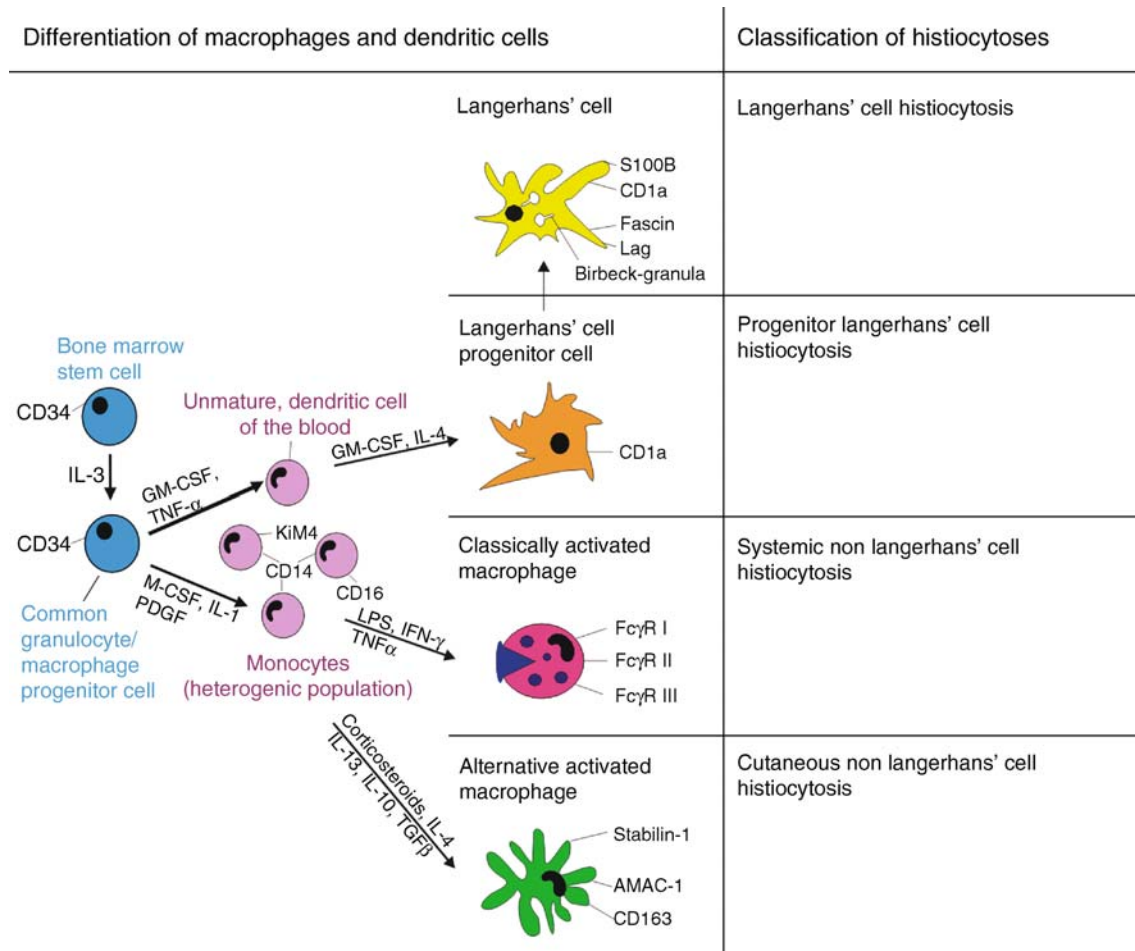 Differentiation of macrophages and dendritic cells
Classification of histiocytoses
Langerhans' cell
Langerhans' cell histiocytosis
S100B
CD1a
Fascin
Lag
Birbeck-granula
Langerhans' cell
progenitor cell
Progenitor langerhans' cell
histiocytosis
CD1a
Bone marrow
stem cell
CD34
IL-3
CD34
Common
granulocyte/
macrophage
progenitor cell
GM-CSF,
TNF-α
Unmature, dendritic cell
of the blood
GM-CSF, IL-4
M-CSF, IL-1
PDGF
KiM4
CD14
CD16
Monocytes
(heterogenic population)
LPS, IFN-γ
TNFα
Classically activated
macrophage
Systemic non langerhans' cell
histiocytosis
FcγR I
FcγR II
FcγR III
Corticosteroids, IL-4
IL-13, IL-10, TGFβ
Alternative activated
macrophage
Cutaneous non langerhans' cell
histiocytosis
Stabilin-1
AMAC-1
CD163